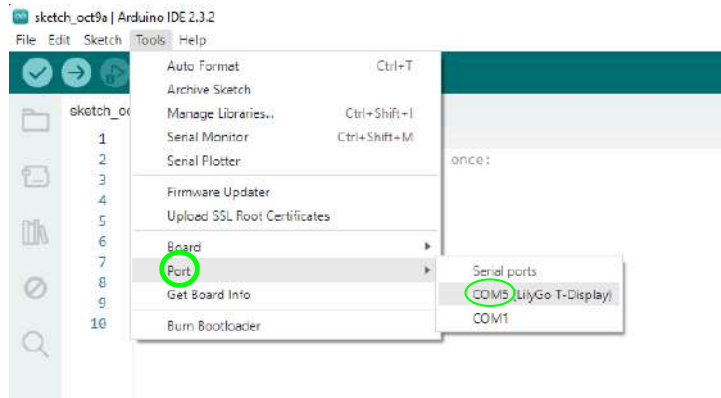 sketch_oct9a | Arduino IDE 2.3.2
File Edit Sketch Tools Help
Auto Format Ctrl+T
Archive Sketch
sketch_oc
Manage Libraries... Ctrl+Shift+I
1
Serial Monitor Ctrl+Shift+M
2
Serial Plotter
once:
3
Firmware Updater
4
Upload SSL Root Certificates
5
6
Board
7
Port
Serial ports
8
Get Board Info
COM5 (LilyGo T-Display)
9
COM1
10
Burn Bootloader